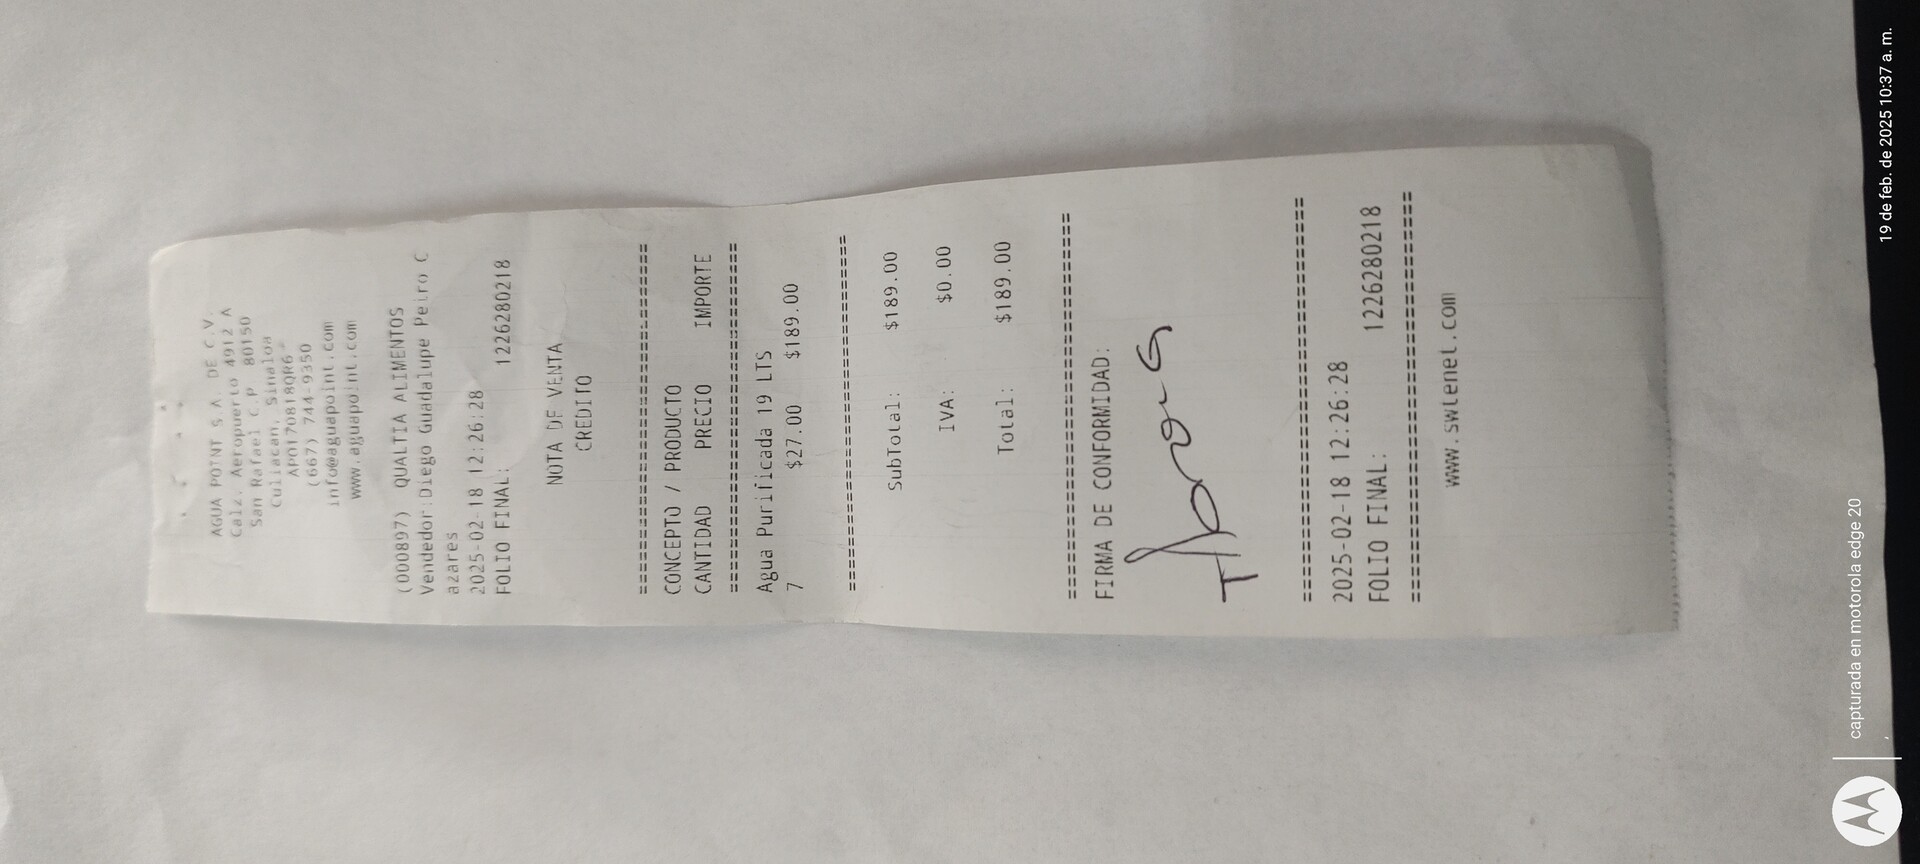 AGUA POINT S A DE C.V.
Calz. Aeropuerto 4912 A
San Rafael C.P 80150
Culiacan, Sinaloa
APO170818QR6
(667) 744-9350
info@aguapoint.com
www.aguapoint.com
(000897) QUALTIA ALIMENTOS
Vendedor:Diego Guadalupe Peiro C
azares
2025-02-18 12:26:28
FOLIO FINAL: 1226280218
NOTA DE VENTA
CREDITO
================================
CONCEPTO / PRODUCTO
CANTIDAD PRECIO IMPORTE
================================
Agua Purificada 19 LTS
7 $27.00 $189.00
================================
SubTotal: $189.00
IVA: $0.00
Total: $189.00
================================
FIRMA DE CONFORMIDAD:
================================
2025-02-18 12:26:28
FOLIO FINAL: 1226280218
================================
www.swlenet.com
capturada en motorola edge 20
19 de feb. de 2025 10:37 a. m.